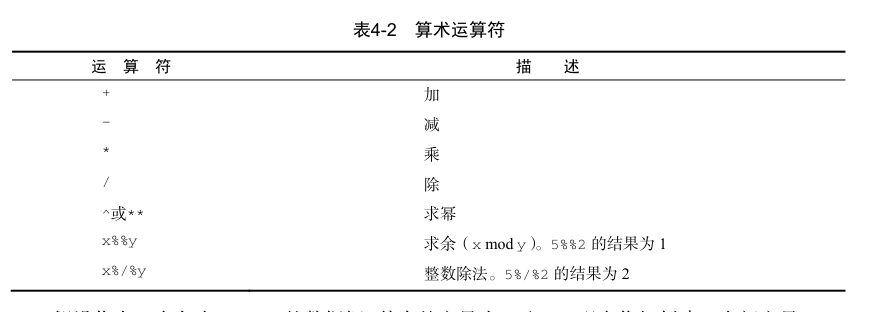 表4-2 算术运算符
运 算 符 描 述
+ 加
- 减
* 乘
/ 除
^或** 求幂
x%%y 求余（x mod y）。5%%2 的结果为 1
x%/%y 整数除法。5%/%2 的结果为 2